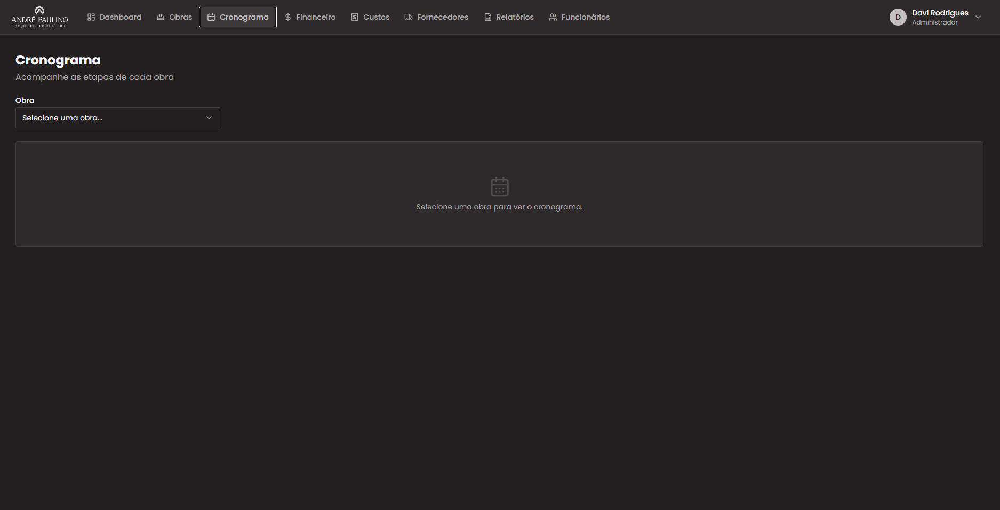 ANDRÉ PAULINO
Negócios Imobiliários
Dashboard
Obras
Cronograma
Financeiro
Custos
Fornecedores
Relatórios
Funcionários
D
Davi Rodrigues
Administrador
Cronograma
Acompanhe as etapas de cada obra
Obra
Selecione uma obra...
Selecione uma obra para ver o cronograma.